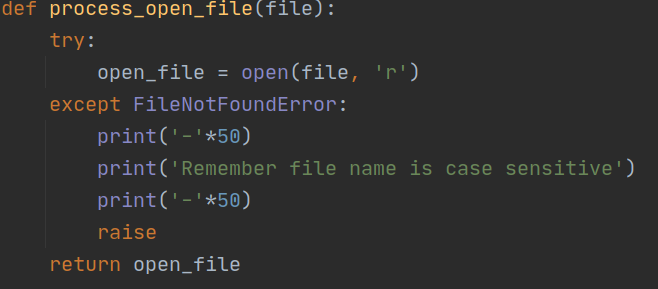 def process_open_file(file):
    try:
        open_file = open(file, 'r')
    except FileNotFoundError:
        print('-'*50)
        print('Remember file name is case sensitive')
        print('-'*50)
        raise
    return open_file